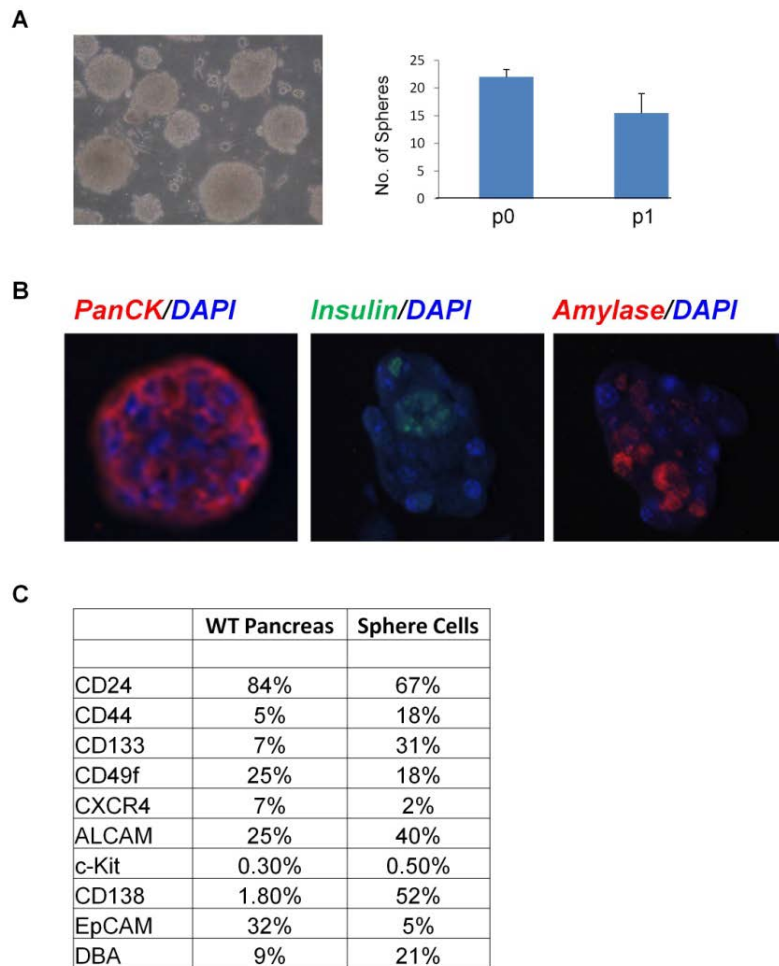 A
No. of Spheres
25
20
15
10
5
0
p0 p1
B
PanCK/DAPI Insulin/DAPI Amylase/DAPI
C
WT Pancreas Sphere Cells
CD24 84% 67%
CD44 5% 18%
CD133 7% 31%
CD49f 25% 18%
CXCR4 7% 2%
ALCAM 25% 40%
c-Kit 0.30% 0.50%
CD138 1.80% 52%
EpCAM 32% 5%
DBA 9% 21%